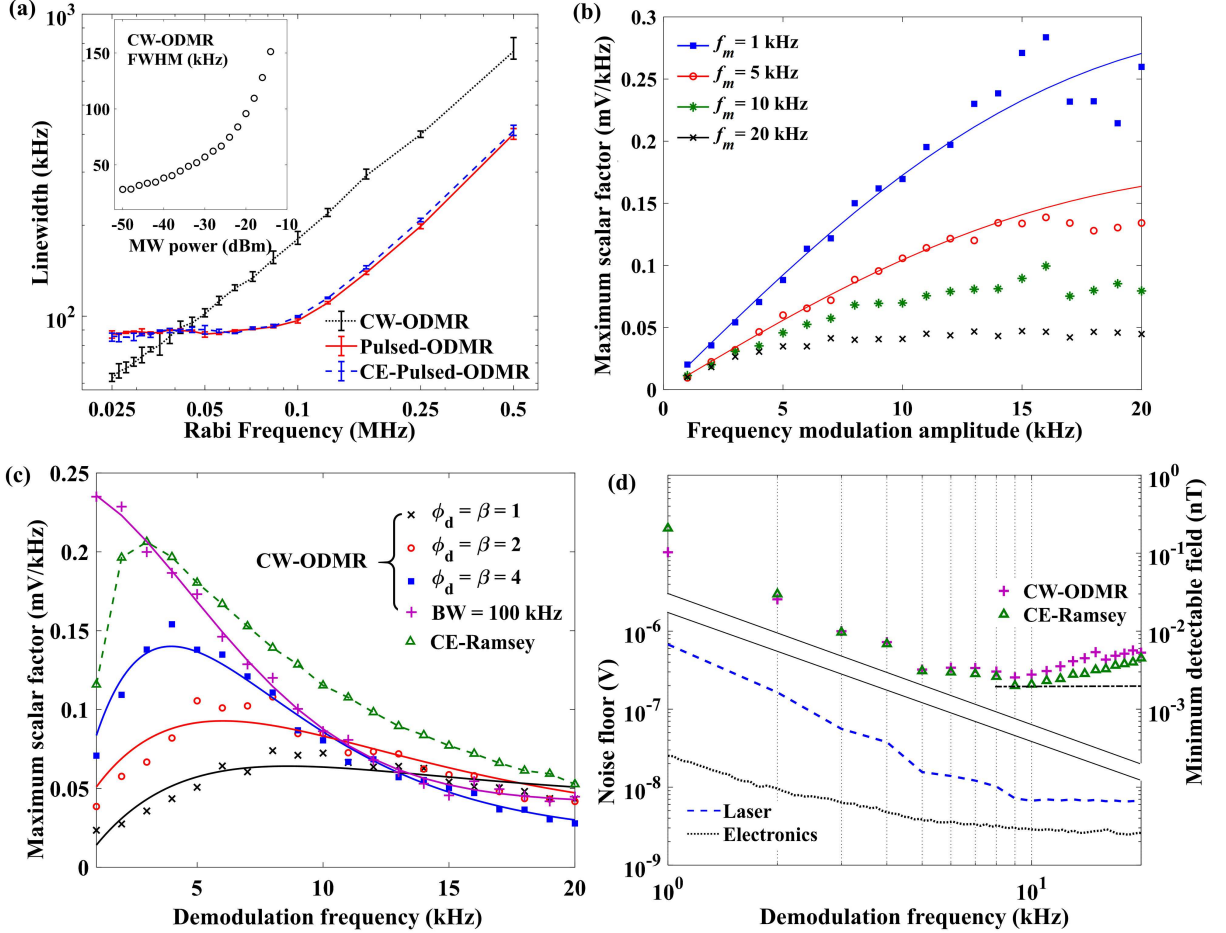 (a)
10³
10²
Linewidth (kHz)
CW-ODMR
FWHM (kHz)
150
100
50
-50 -40 -30 -20 -10
MW power (dBm)
CW-ODMR
Pulsed-ODMR
CE-Pulsed-ODMR
0.025 0.05 0.1 0.25 0.5
Rabi Frequency (MHz)
(b)
0.3
0.25
0.2
0.15
0.1
0.05
0
Maximum scalar factor (mV/kHz)
f_m = 1 kHz
f_m = 5 kHz
f_m = 10 kHz
f_m = 20 kHz
0 5 10 15 20
Frequency modulation amplitude (kHz)
(c)
0.25
0.2
0.15
0.1
0.05
0
Maximum scalar factor (mV/kHz)
CW-ODMR
ϕ_d = β = 1
ϕ_d = β = 2
ϕ_d = β = 4
BW = 100 kHz
CE-Ramsey
5 10 15 20
Demodulation frequency (kHz)
(d)
10⁻⁶
10⁻⁷
10⁻⁸
10⁻⁹
Noise floor (V)
10⁰
10⁻¹
10⁻²
10⁻³
Minimum detectable field (nT)
CW-ODMR
CE-Ramsey
Laser
Electronics
10⁰ 10¹
Demodulation frequency (kHz)